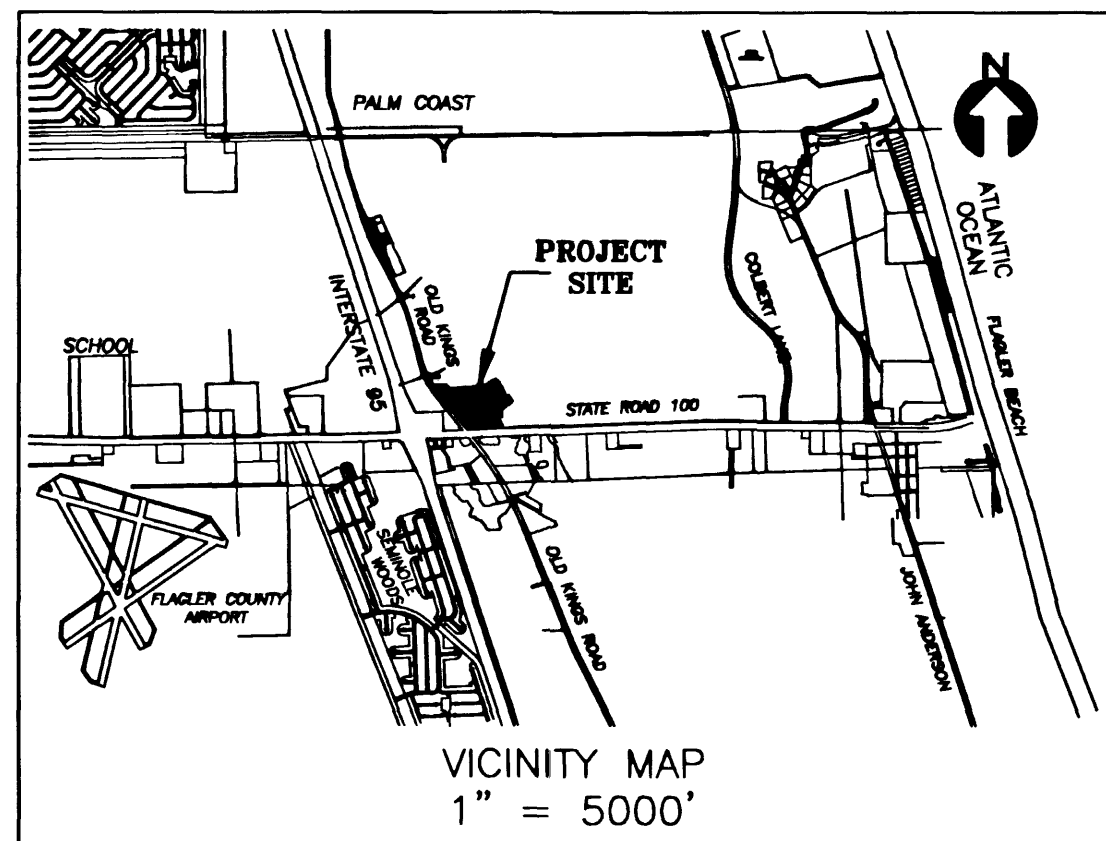 PALM COAST
N
ATLANTIC
OCEAN
PROJECT
SITE
COLBERT LANE
OLD KINGS
ROAD
INTERSTATE 95
FLAGLER BEACH
SCHOOL
STATE ROAD 100
SEMINOLE
WOODS
FLAGLER COUNTY
AIRPORT
OLD KINGS ROAD
JOHN ANDERSON
VICINITY MAP
1" = 5000'